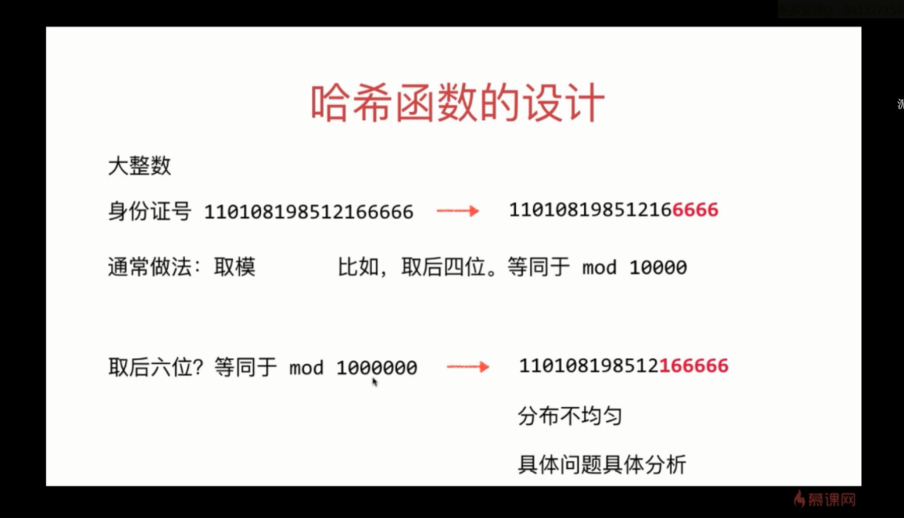 哈希函数的设计
大整数
身份证号 110108198512166666 → 110108198512166666
通常做法：取模 比如，取后四位。等同于 mod 10000
取后六位？等同于 mod 1000000 → 110108198512166666
分布不均匀
具体问题具体分析
慕课网